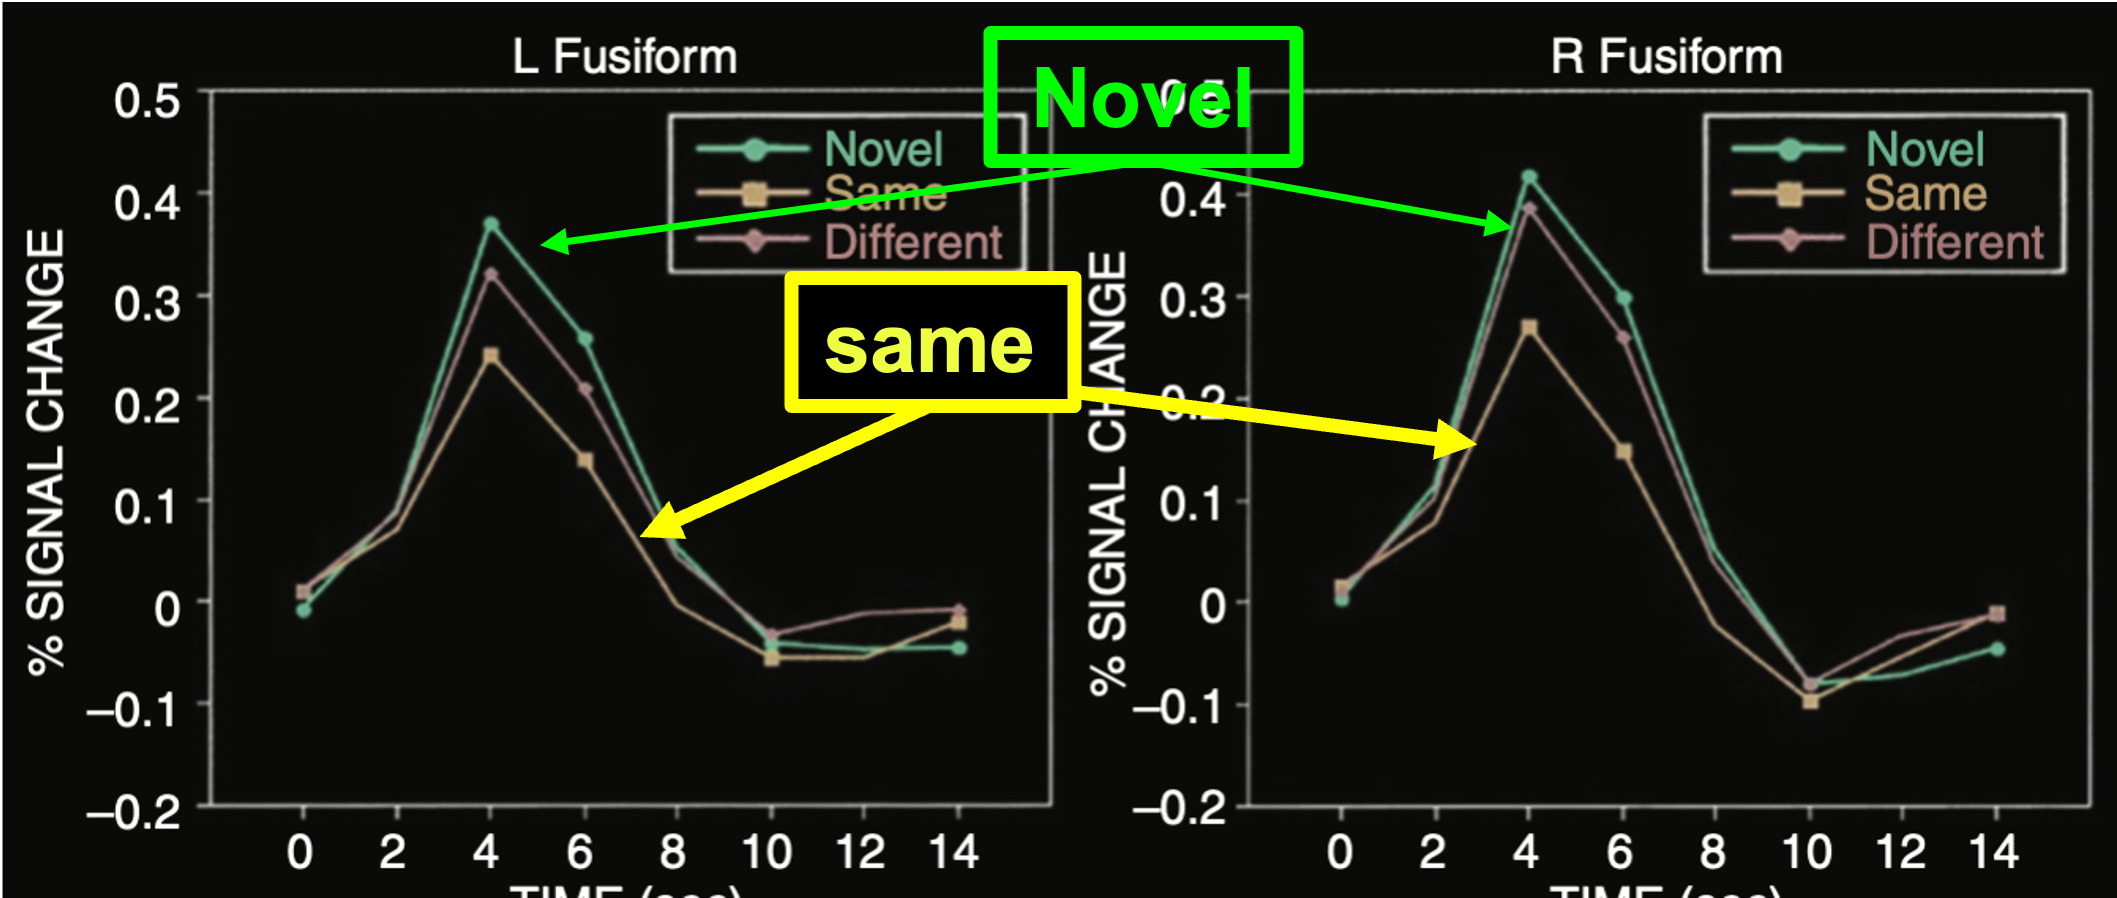 L Fusiform
% SIGNAL CHANGE
0.5
0.4
0.3
0.2
0.1
0
–0.1
–0.2
0 2 4 6 8 10 12 14
TIME (sec)
Novel
Same
Different
Novel
same
R Fusiform
% SIGNAL CHANGE
0.5
0.4
0.3
0.2
0.1
0
–0.1
–0.2
0 2 4 6 8 10 12 14
TIME (sec)
Novel
Same
Different